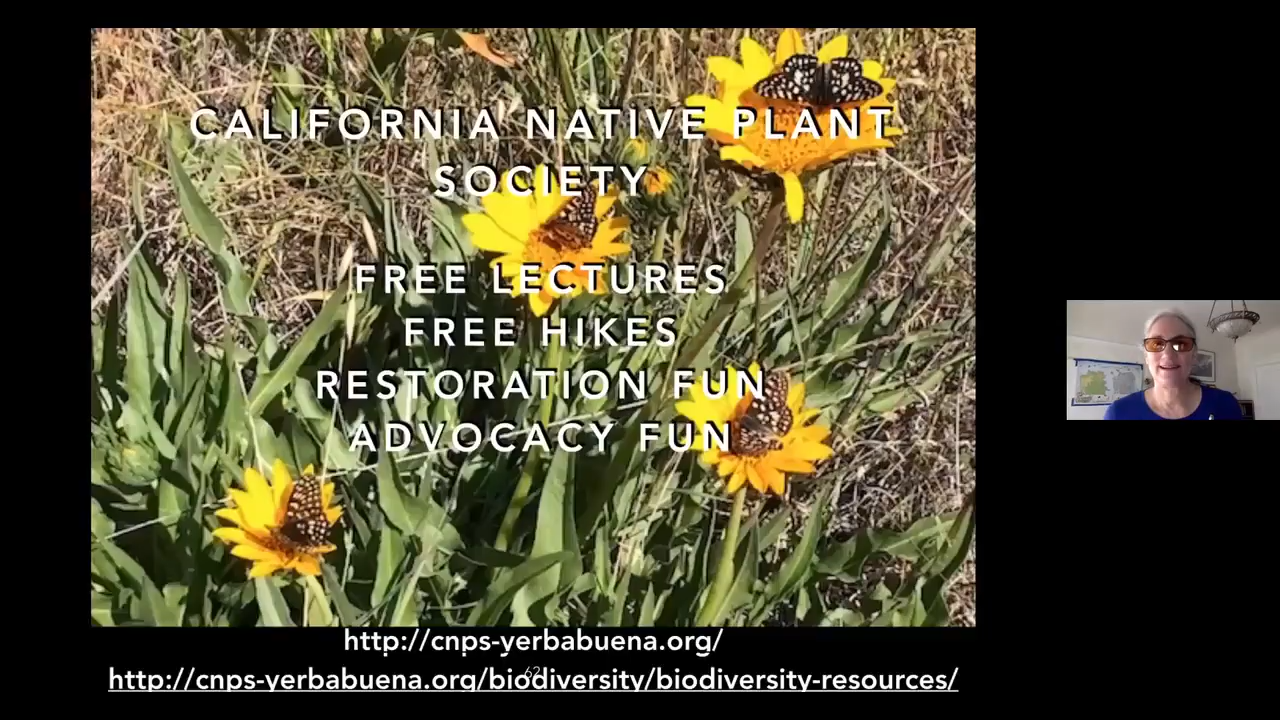 CALIFORNIA NATIVE PLANT
SOCIETY
FREE LECTURES
FREE HIKES
RESTORATION FUN
ADVOCACY FUN
http://cnps-yerbabuena.org/
http://cnps-yerbabuena.org/biodiversity/biodiversity-resources/